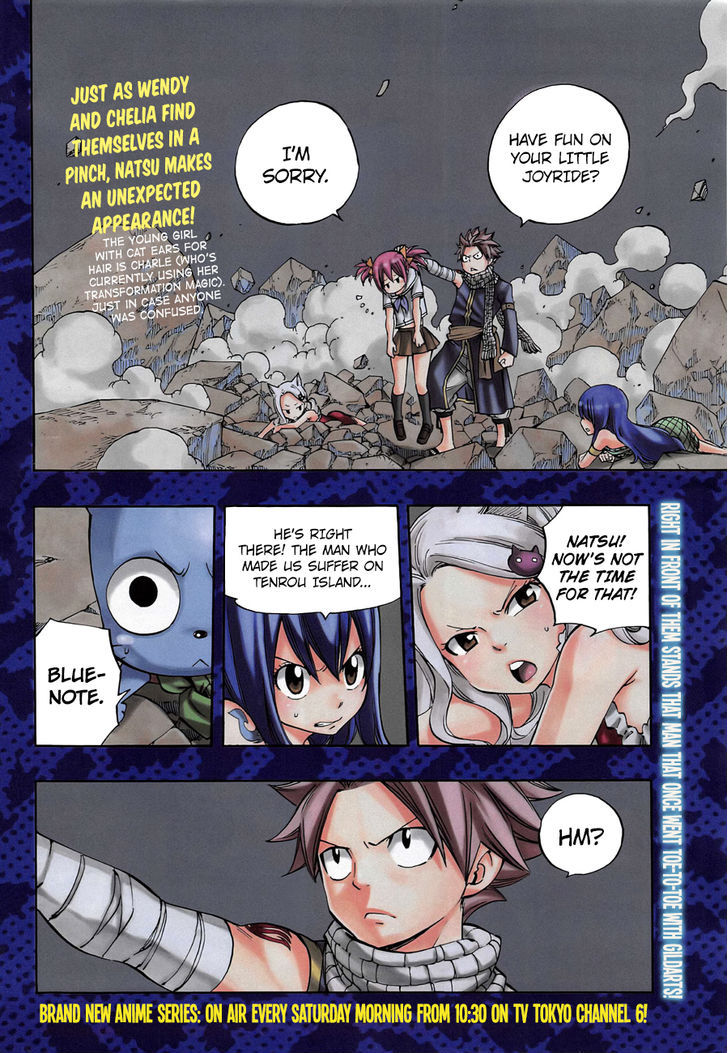 JUST AS WENDY
AND CHELIA FIND
THEMSELVES IN A
PINCH, NATSU MAKES
AN UNEXPECTED
APPEARANCE!
THE YOUNG GIRL
WITH CAT EARS FOR
HAIR IS CHARLE (WHO'S
CURRENTLY USING HER
TRANSFORMATION MAGIC).
JUST IN CASE ANYONE
WAS CONFUSED.
HAVE FUN ON
YOUR LITTLE
JOYRIDE?
I'M
SORRY.
NATSU!
NOW'S NOT
THE TIME
FOR THAT!
HE'S RIGHT
THERE! THE MAN WHO
MADE US SUFFER ON
TENROU ISLAND...
BLUE-
NOTE.
RIGHT IN FRONT OF THEM STANDS THAT MAN THAT ONCE WENT TOE-TO-TOE WITH GILDARTS!
HM?
BRAND NEW ANIME SERIES: ON AIR EVERY SATURDAY MORNING FROM 10:30 ON TV TOKYO CHANNEL 6!